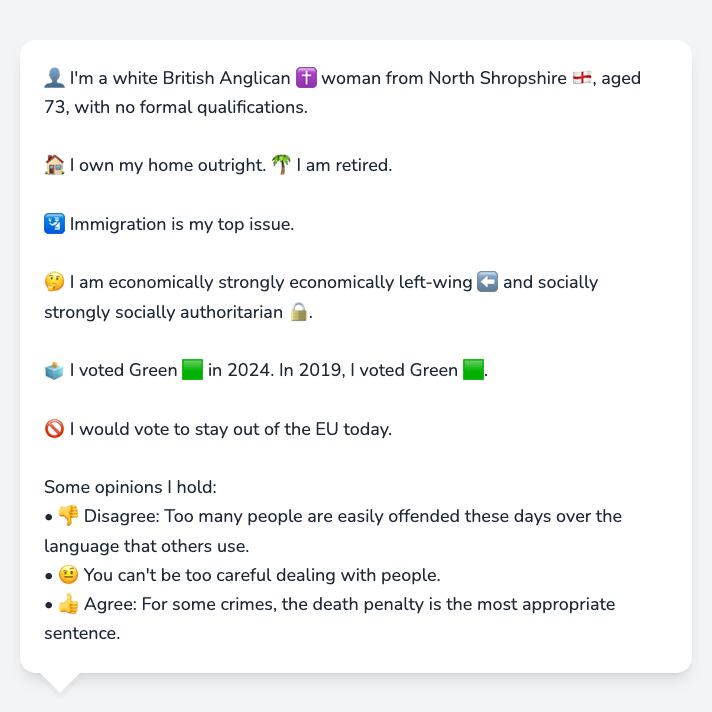 👤 I'm a white British Anglican ✝️ woman from North Shropshire 🏴󠁧󠁢󠁥󠁮󠁧󠁿, aged
73, with no formal qualifications.
🏠 I own my home outright. 🌴 I am retired.
🛂 Immigration is my top issue.
🤔 I am economically strongly economically left-wing ⬅️ and socially
strongly socially authoritarian 🔒.
🗳️ I voted Green 🟩 in 2024. In 2019, I voted Green 🟩.
🚫 I would vote to stay out of the EU today.
Some opinions I hold:
• 👎 Disagree: Too many people are easily offended these days over the
language that others use.
• 🤨 You can't be too careful dealing with people.
• 👍 Agree: For some crimes, the death penalty is the most appropriate
sentence.